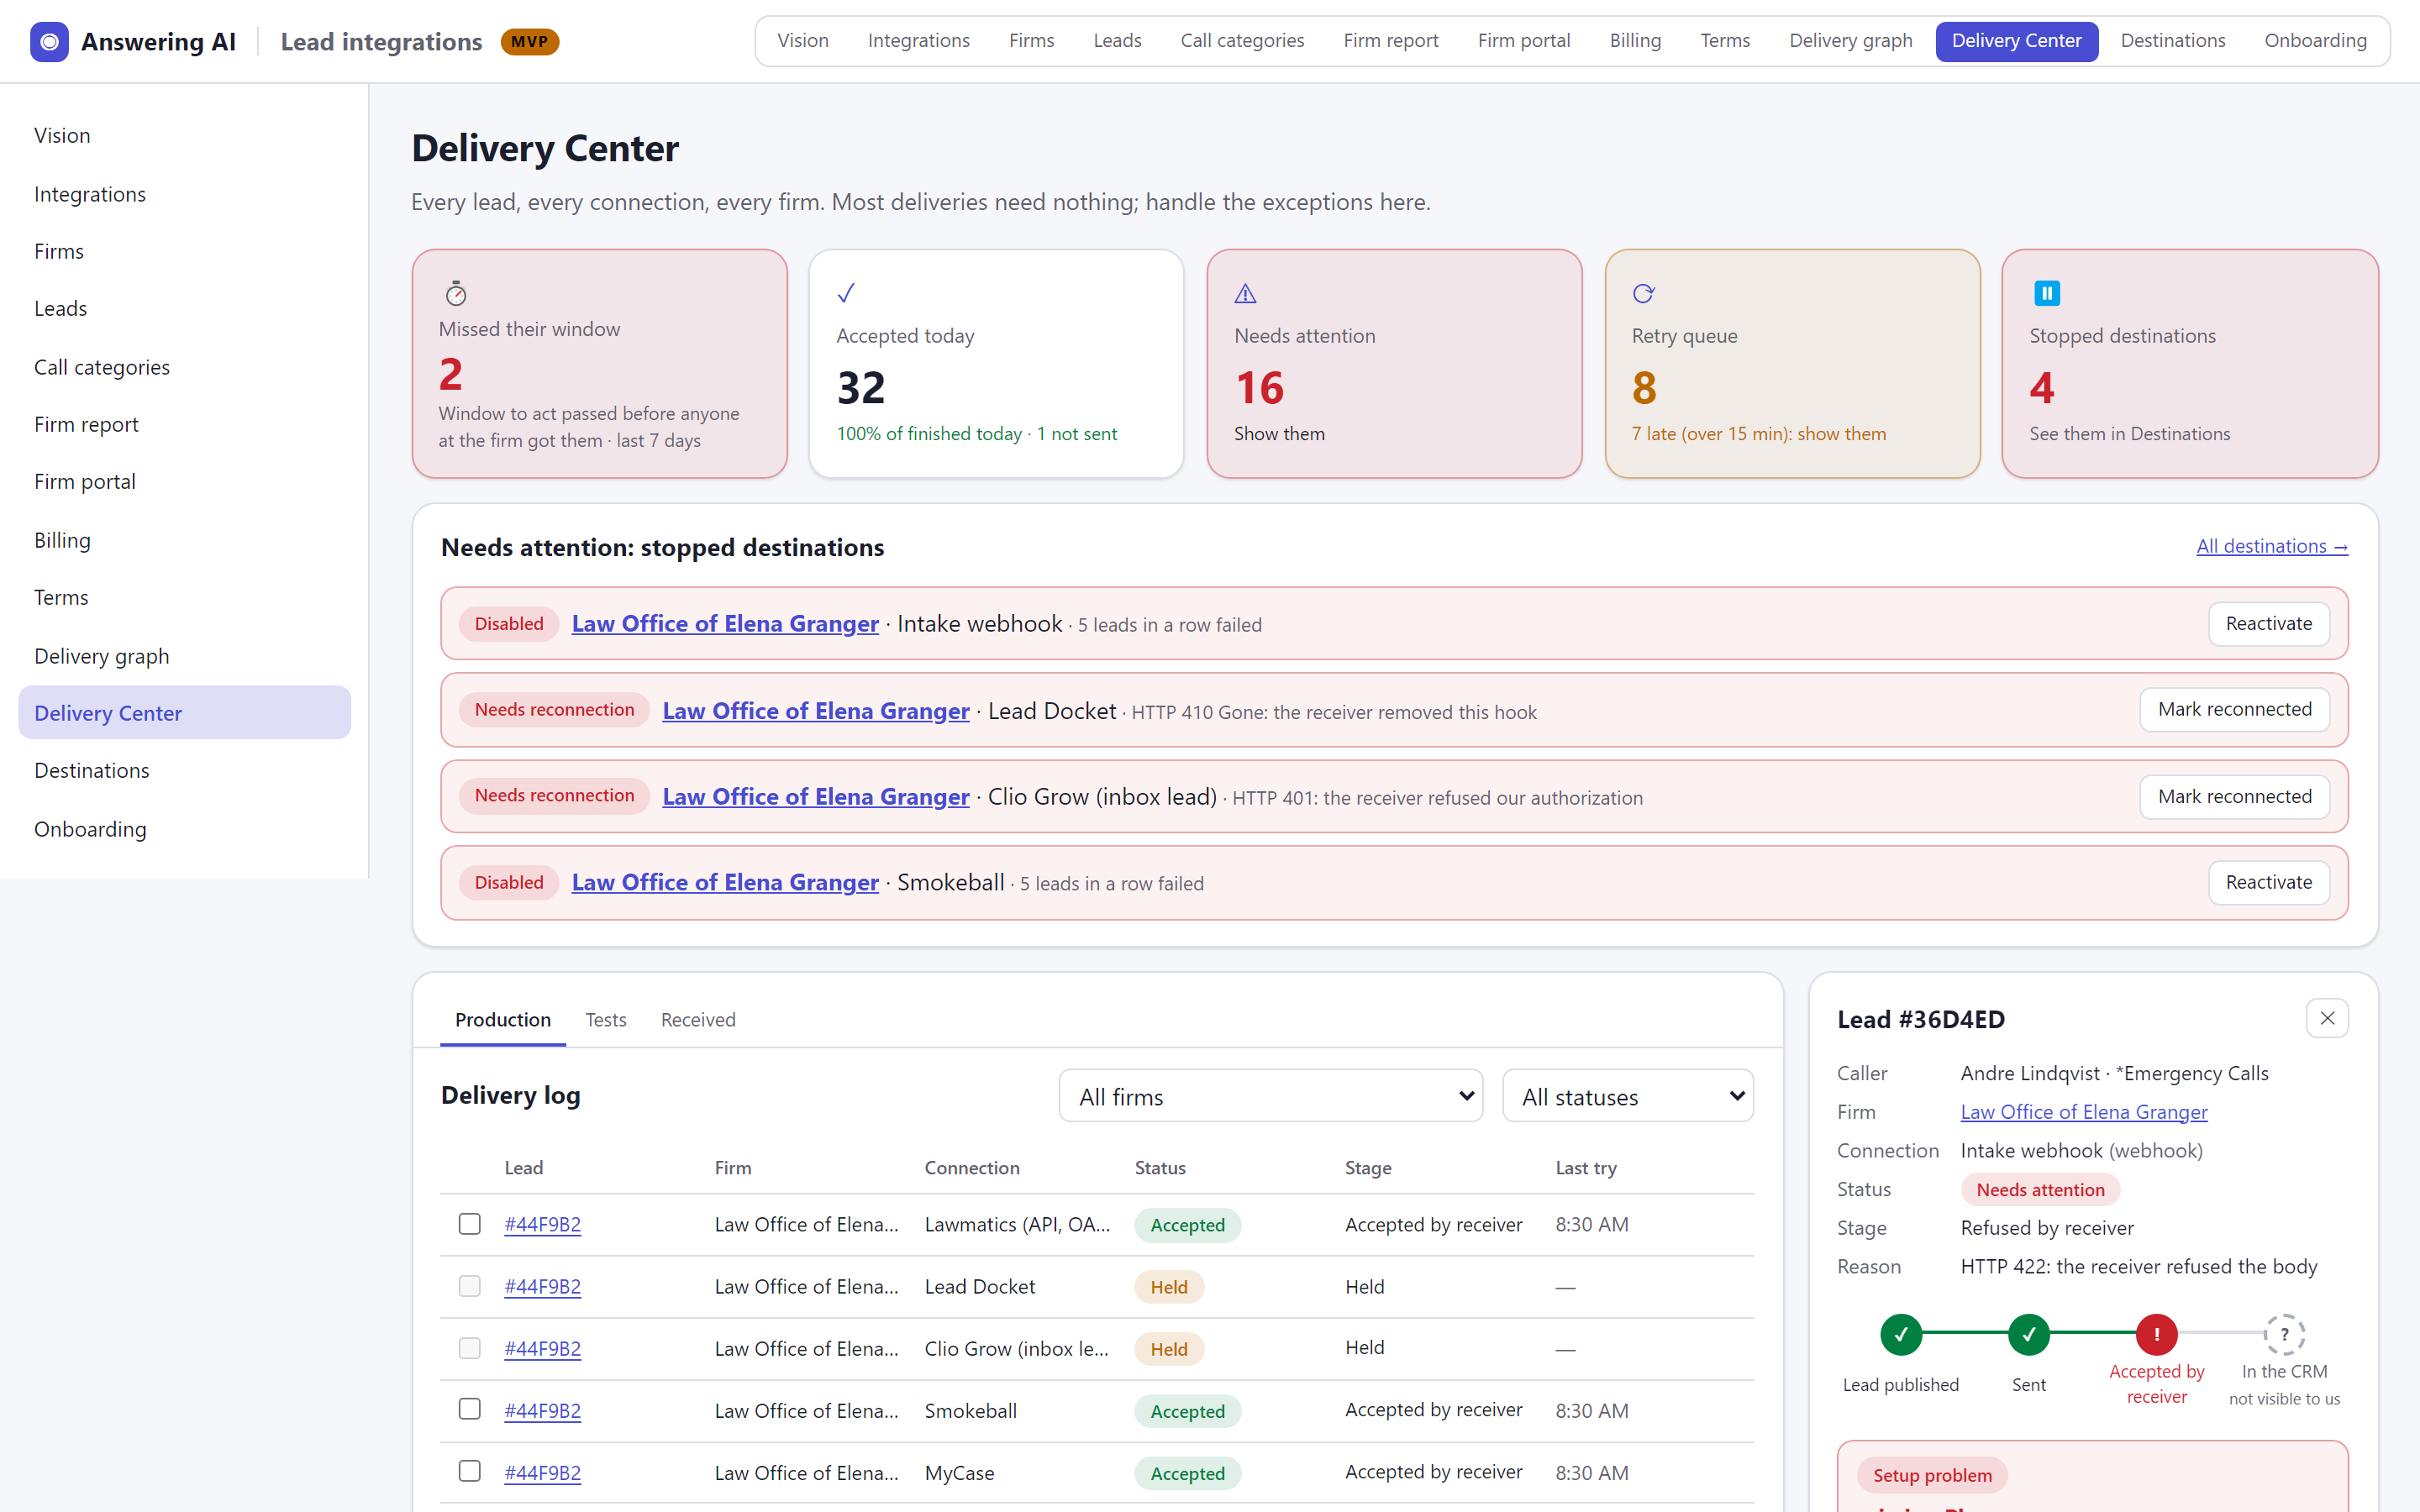 Answering AI
Lead integrations
MVP
Vision
Integrations
Firms
Leads
Call categories
Firm report
Firm portal
Billing
Terms
Delivery graph
Delivery Center
Destinations
Onboarding
Vision
Integrations
Firms
Leads
Call categories
Firm report
Firm portal
Billing
Terms
Delivery graph
Delivery Center
Destinations
Onboarding
Delivery Center
Every lead, every connection, every firm. Most deliveries need nothing; handle the exceptions here.
Missed their window
2
Window to act passed before anyone
at the firm got them · last 7 days
Accepted today
32
100% of finished today · 1 not sent
Needs attention
16
Show them
Retry queue
8
7 late (over 15 min): show them
Stopped destinations
4
See them in Destinations
Needs attention: stopped destinations
All destinations →
Disabled Law Office of Elena Granger · Intake webhook · 5 leads in a row failed Reactivate
Needs reconnection Law Office of Elena Granger · Lead Docket · HTTP 410 Gone: the receiver removed this hook Mark reconnected
Needs reconnection Law Office of Elena Granger · Clio Grow (inbox lead) · HTTP 401: the receiver refused our authorization Mark reconnected
Disabled Law Office of Elena Granger · Smokeball · 5 leads in a row failed Reactivate
Production Tests Received
Delivery log
All firms
All statuses
Lead Firm Connection Status Stage Last try
#44F9B2 Law Office of Elena... Lawmatics (API, OA... Accepted Accepted by receiver 8:30 AM
#44F9B2 Law Office of Elena... Lead Docket Held Held —
#44F9B2 Law Office of Elena... Clio Grow (inbox le... Held Held —
#44F9B2 Law Office of Elena... Smokeball Accepted Accepted by receiver 8:30 AM
#44F9B2 Law Office of Elena... MyCase Accepted Accepted by receiver 8:30 AM
Lead #36D4ED
Caller Andre Lindqvist · *Emergency Calls
Firm Law Office of Elena Granger
Connection Intake webhook (webhook)
Status Needs attention
Stage Refused by receiver
Reason HTTP 422: the receiver refused the body
! ?
Lead published
Sent
Accepted by
receiver
In the CRM
not visible to us
Setup problem